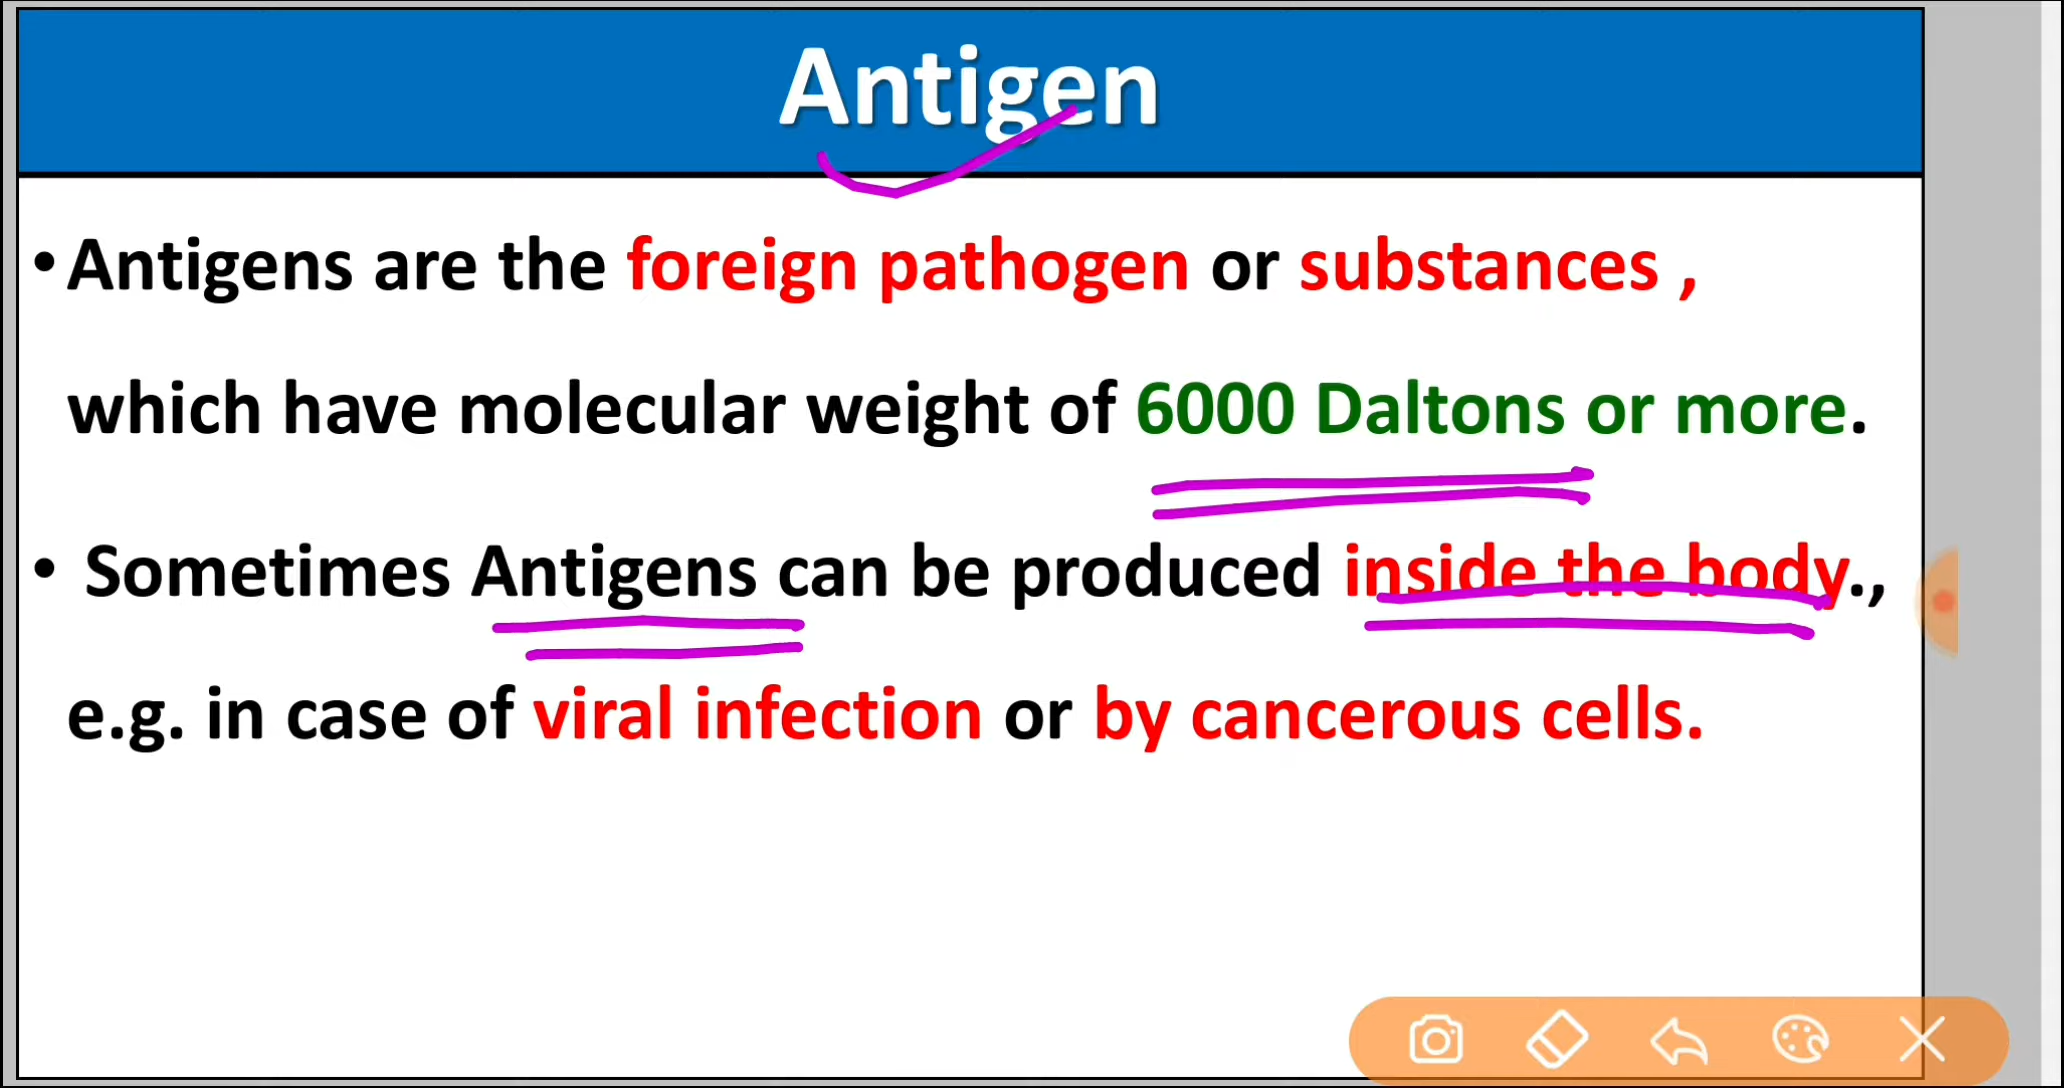 Antigen
• Antigens are the foreign pathogen or substances ,
which have molecular weight of 6000 Daltons or more.
• Sometimes Antigens can be produced inside the body.,
e.g. in case of viral infection or by cancerous cells.